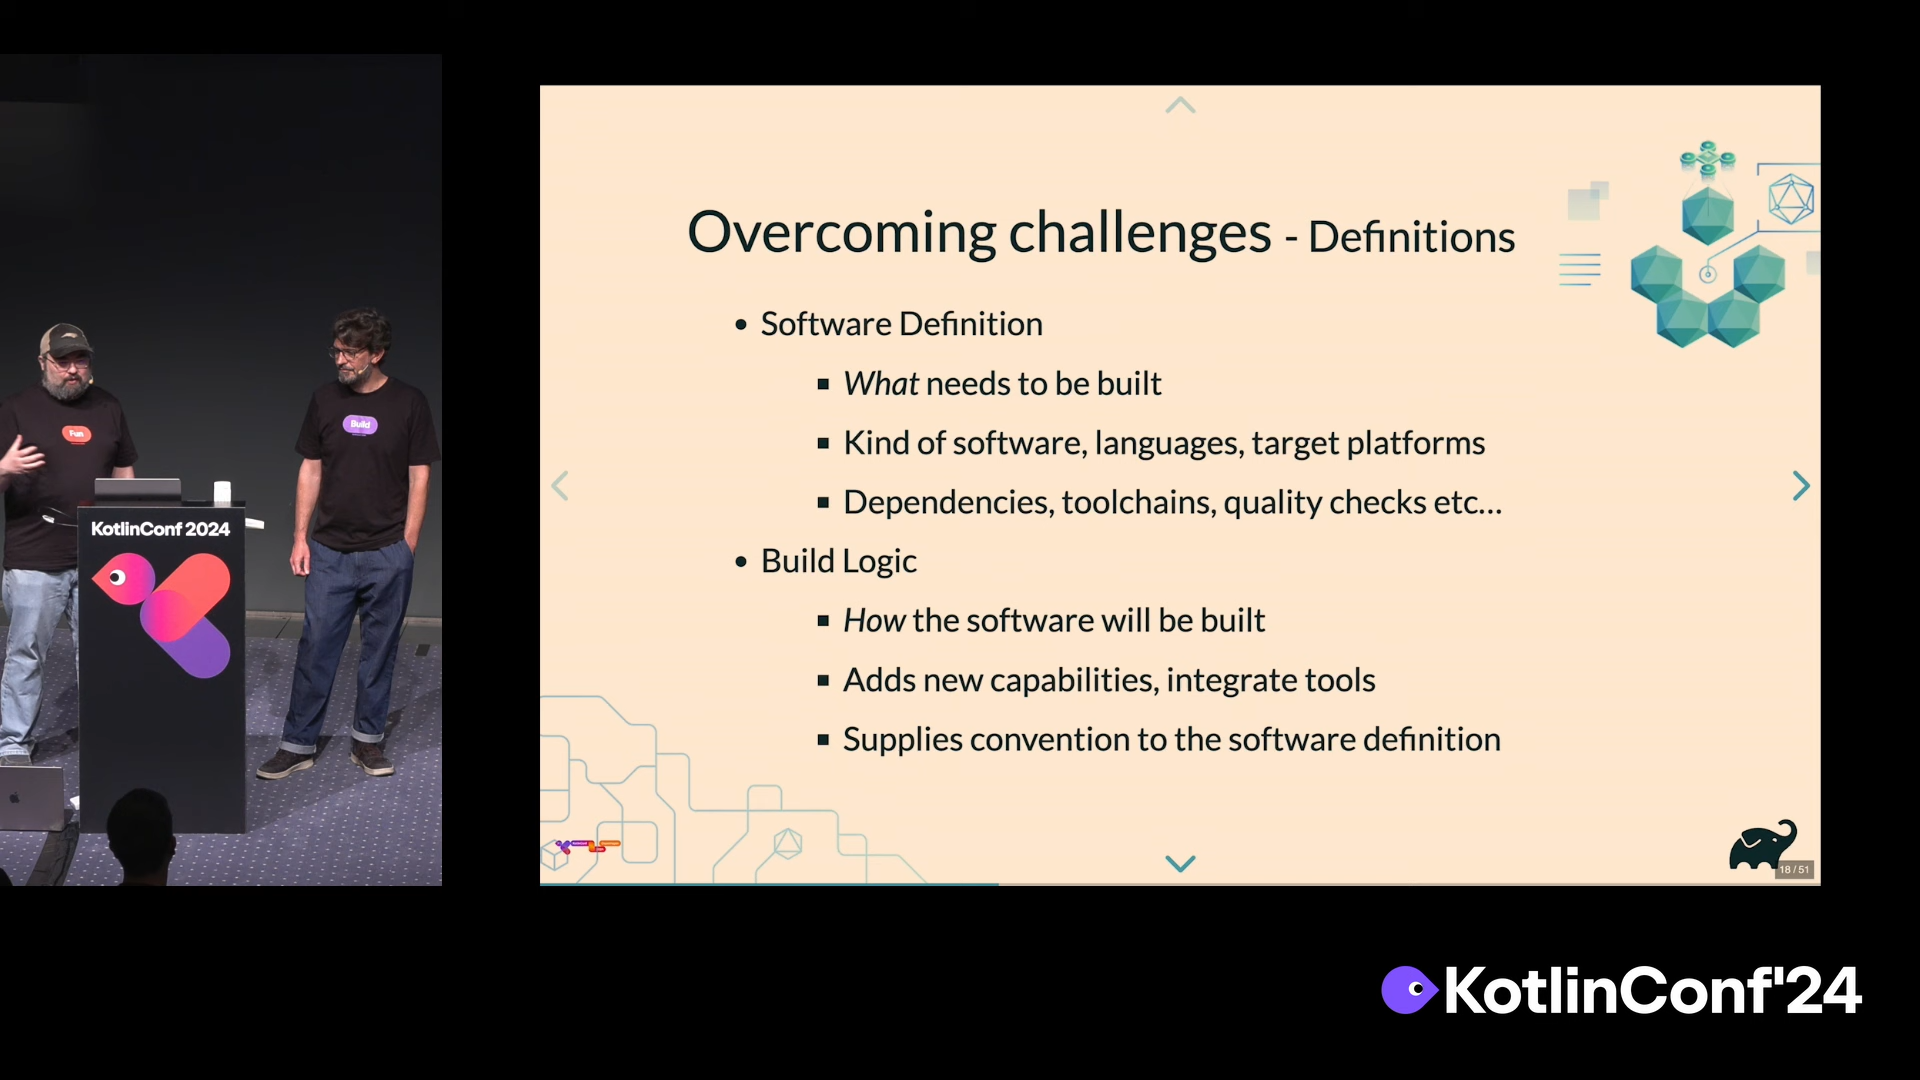 Fun
Build
KotlinConf 2024
Overcoming challenges - Definitions
• Software Definition
▪ What needs to be built
▪ Kind of software, languages, target platforms
▪ Dependencies, toolchains, quality checks etc...
• Build Logic
▪ How the software will be built
▪ Adds new capabilities, integrate tools
▪ Supplies convention to the software definition
18 / 51
KotlinConf'24